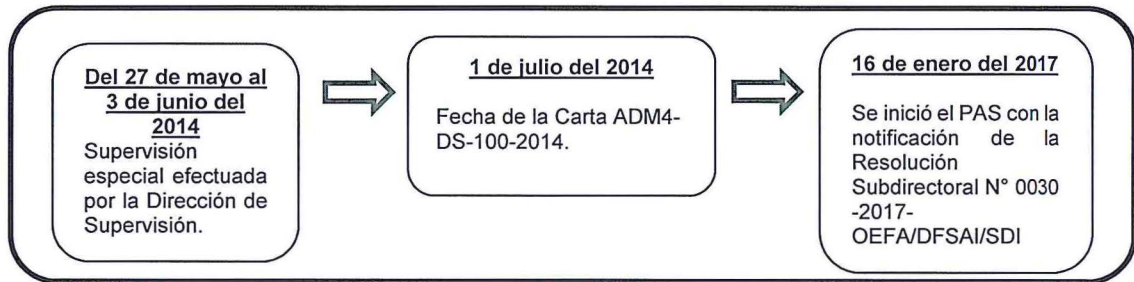 Del 27 de mayo al
3 de junio del
2014
Supervisión
especial efectuada
por la Dirección de
Supervisión.
1 de julio del 2014
Fecha de la Carta ADM4-
DS-100-2014.
16 de enero del 2017
Se inició el PAS con la
notificación de la
Resolución
Subdirectoral N° 0030
-2017-
OEFA/DFSAI/SDI